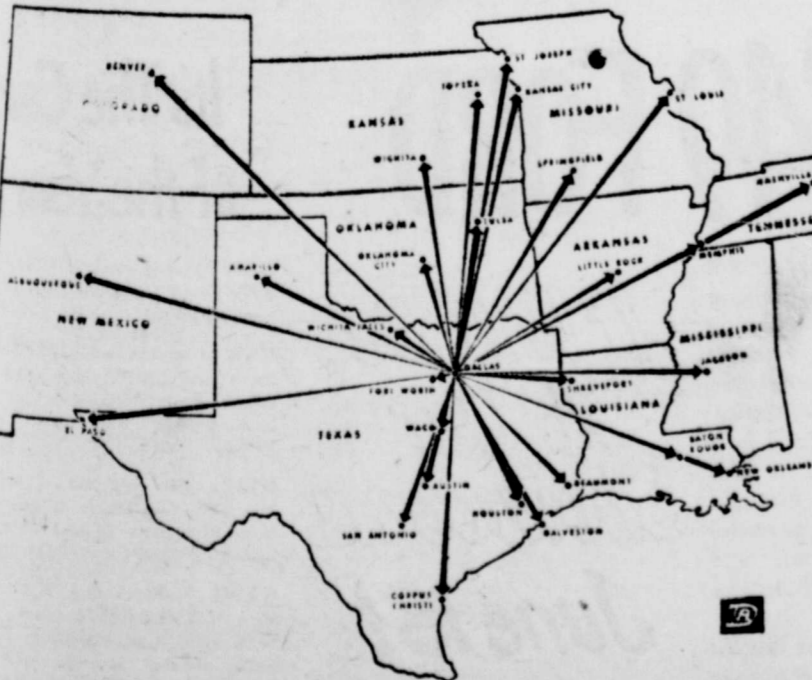 DENVER
COLORADO
ST JOSEPH
TOPEKA
KANSAS CITY
KANSAS
MISSOURI
ST LOUIS
WICHITA
SPRINGFIELD
NASHVILLE
TULSA
TENNESSE
OKLAHOMA
ARKANSAS
OKLAHOMA
CITY
LITTLE ROCK
MEMPHIS
AMARILLO
ALBUQUERQUE
NEW MEXICO
WICHITA FALLS
MISSISSIPPI
JACKSON
DALLAS
FORT WORTH
SHREVEPORT
LOUISIANA
EL PASO
TEXAS
WACO
BATON
ROUGE
NEW ORLEANS
AUSTIN
BEAUMONT
HOUSTON
SAN ANTONIO
GALVESTON
CORPUS
CHRISTI